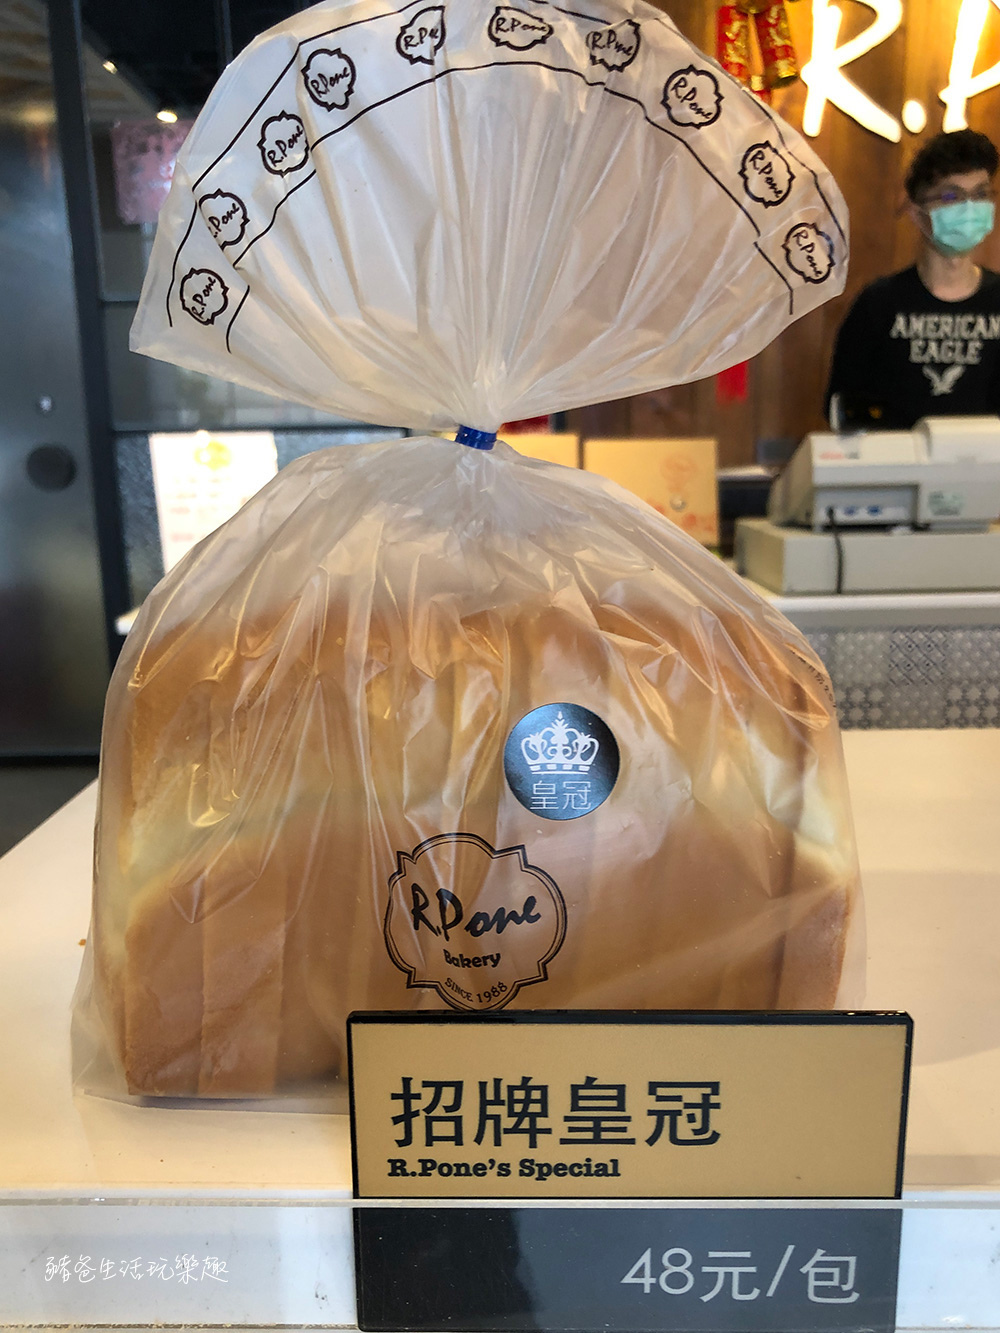 R.Pone
R.Pone
R.Pone
R.Pone
R.Pone
R.Pone
R.Pone
R.Pone
R.Pone
R.P
AMERICAN
EAGLE
皇冠
R.Pone
Bakery
SINCE 1988
招牌皇冠
R.Pone's Special
48元/包
豬爸生活玩樂趣